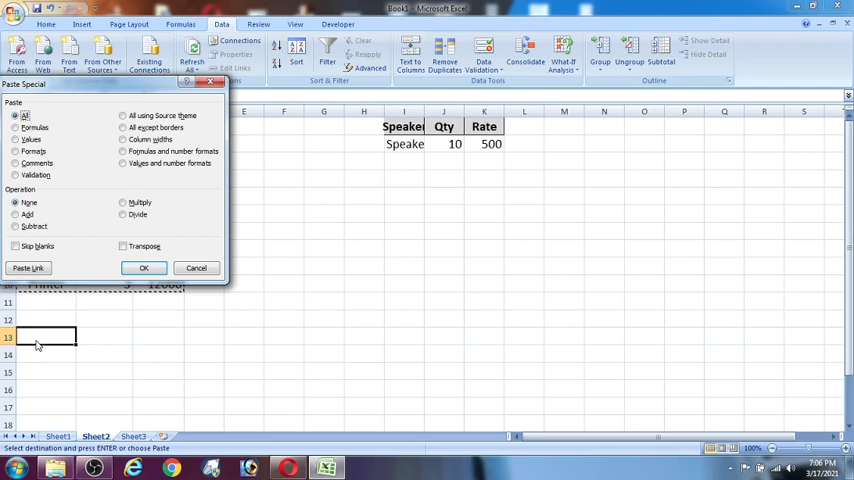 Book1 - Microsoft Excel
Home Insert Page Layout Formulas Data Review View Developer
From Access From Web From Text From Other Sources Existing Connections Refresh All Connections Properties Edit Links Sort Filter Clear Reapply Advanced Text to Columns Remove Duplicates Data Validation Consolidate What-If Analysis Group Ungroup Subtotal Show Detail Hide Detail
Sort & Filter Data Tools Outline
Paste Special
Paste
All All using Source theme
Formulas All except borders
Values Column widths
Formats Formulas and number formats
Comments Values and number formats
Validation
Operation
None Multiply
Add Divide
Subtract
Skip blanks Transpose
Paste Link OK Cancel
E F G H I J K L M N O P Q R S
Speaker Qty Rate
Speake 10 500
10 Printer 5 12000
11
12
13
14
15
16
17
18
Sheet1 Sheet2 Sheet3
Select destination and press ENTER or choose Paste 100%
7:06 PM
3/17/2021